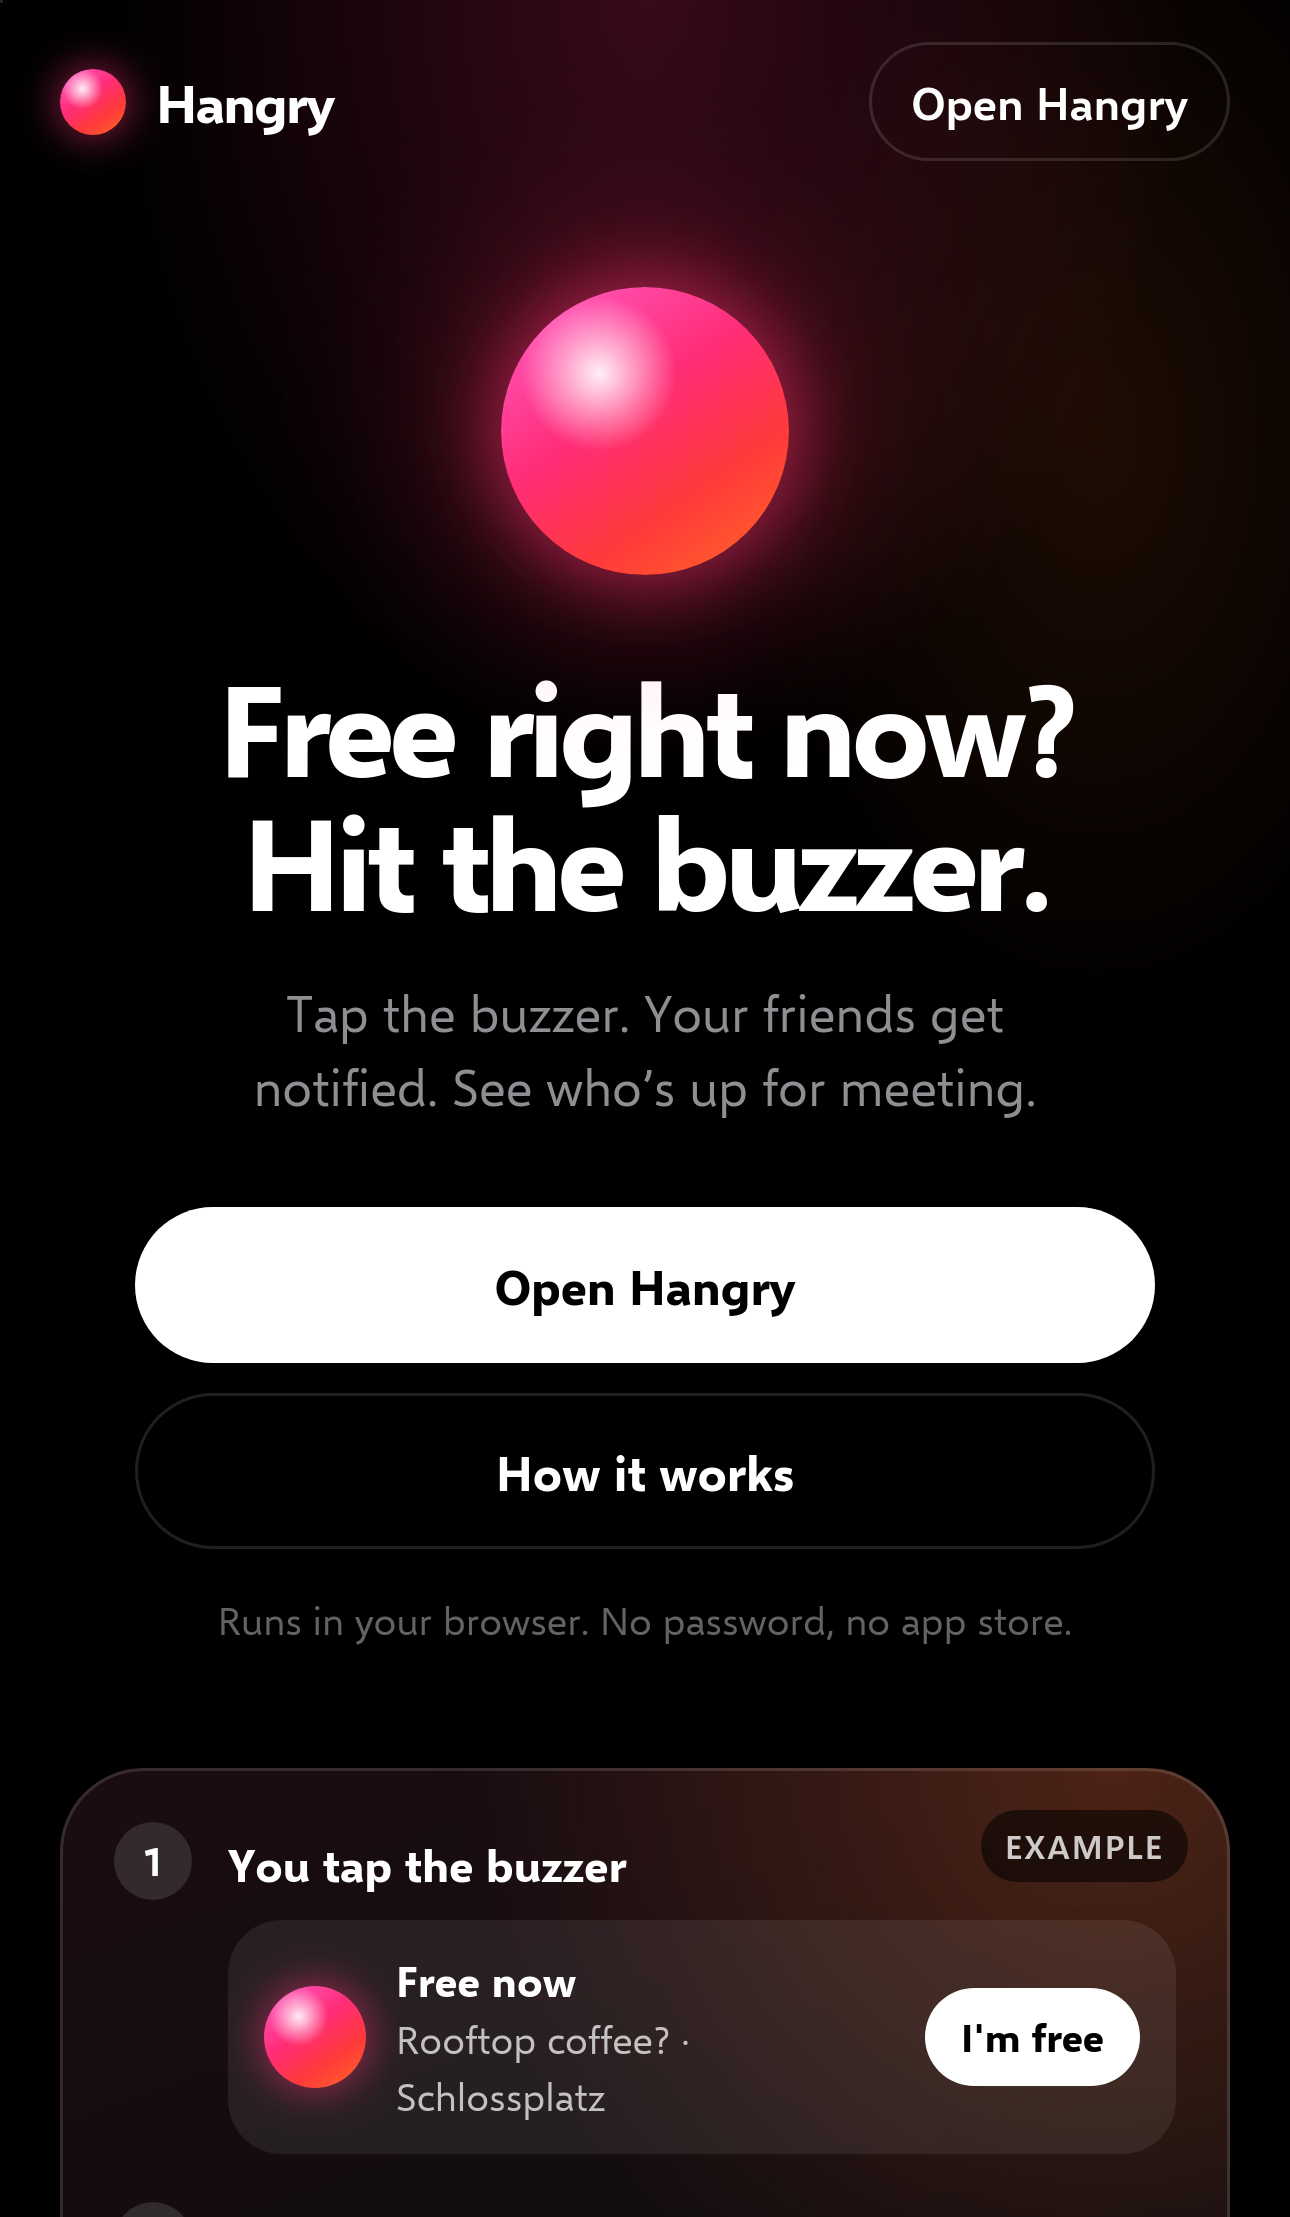 Hangry
Open Hangry
Free right now?
Hit the buzzer.
Tap the buzzer. Your friends get
notified. See who’s up for meeting.
Open Hangry
How it works
Runs in your browser. No password, no app store.
1
You tap the buzzer
EXAMPLE
Free now
Rooftop coffee? ·
Schlossplatz
I'm free